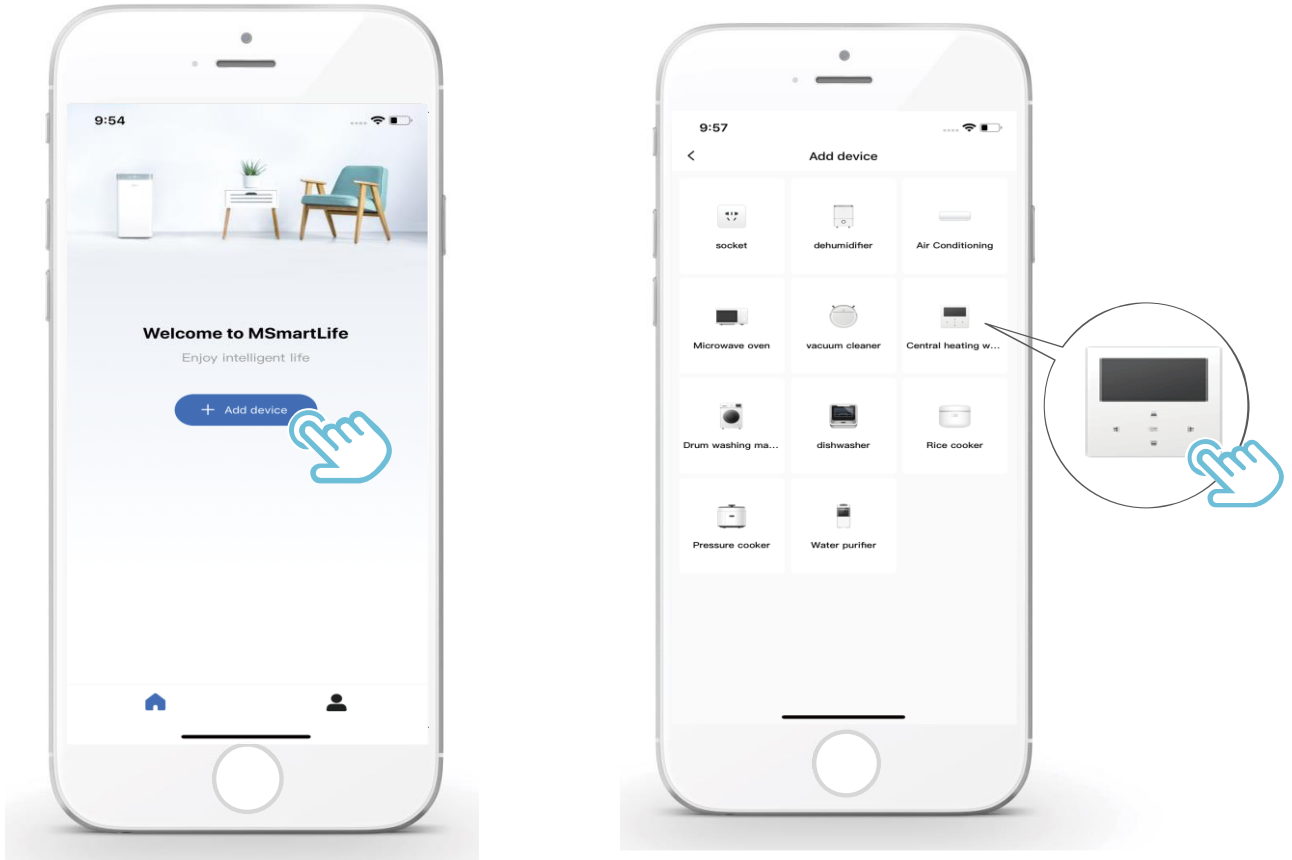 9:54
Welcome to MSmartLife
Enjoy intelligent life
+ Add device
9:57
< Add device
socket
dehumidifier
Air Conditioning
Microwave oven
vacuum cleaner
Central heating w...
Drum washing ma...
dishwasher
Rice cooker
Pressure cooker
Water purifier